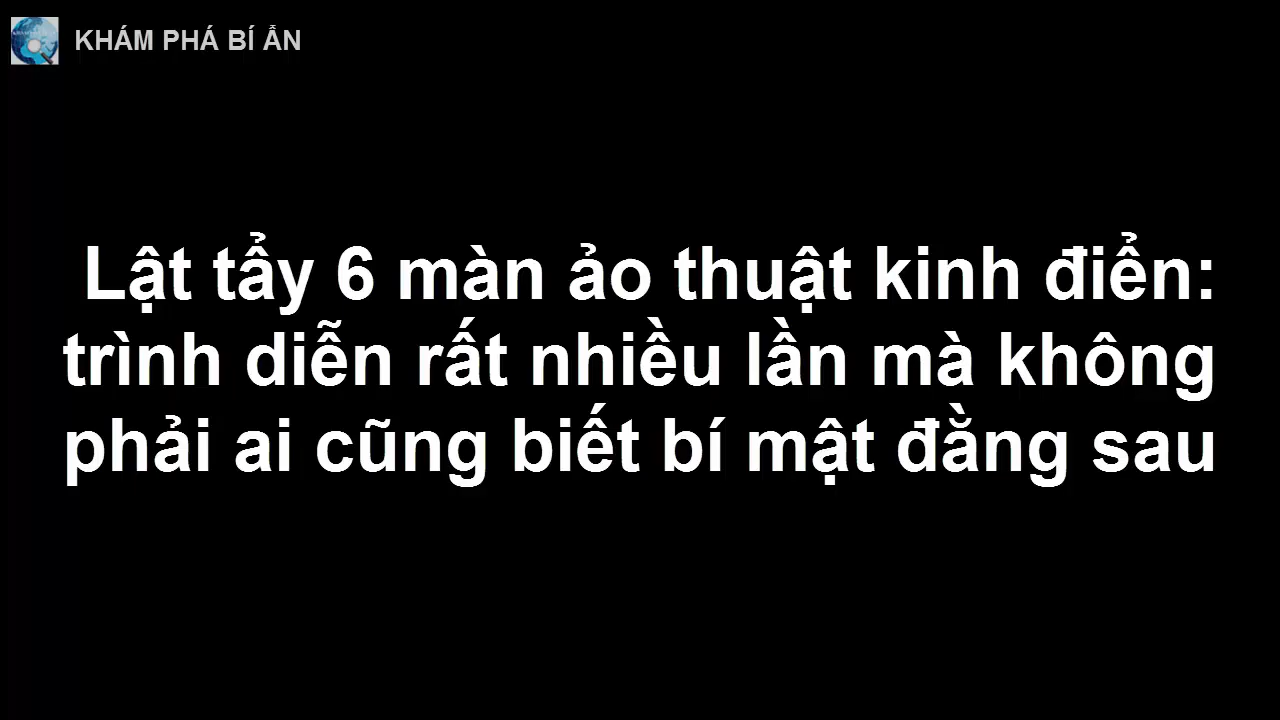 KHÁM PHÁ BÍ ẨN
Lật tẩy 6 màn ảo thuật kinh điển:
trình diễn rất nhiều lần mà không
phải ai cũng biết bí mật đằng sau